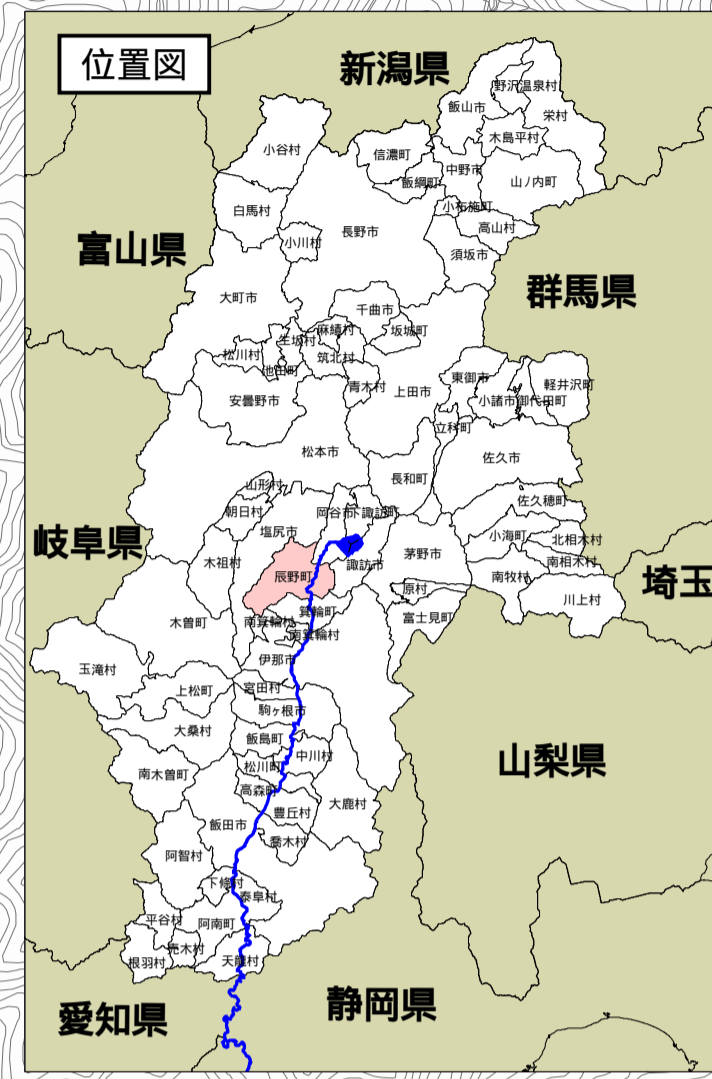 位置図
新潟県
野沢温泉村
飯山市
栄村
木島平村
小谷村
信濃町
中野市
飯綱町
山ノ内町
白馬村
小布施町
高山村
小川村
長野市
須坂市
富山県
群馬県
大町市
千曲市
麻績村
坂城町
生坂村
松川村
筑北村
池田町
青木村
東御市
軽井沢町
安曇野市
上田市
小諸市
御代田町
立科町
松本市
佐久市
長和町
山形村
佐久穂町
朝日村
岡谷市
下諏訪町
塩尻市
小海町
北相木村
岐阜県
茅野市
木祖村
諏訪市
南相木村
辰野町
南牧村
埼玉
原村
川上村
箕輪町
富士見町
木曽町
南箕輪村
南箕輪村
伊那市
玉滝村
上松町
宮田村
駒ヶ根市
大桑村
飯島町
中川村
山梨県
松川町
南木曽町
高森町
大鹿村
豊丘村
飯田市
喬木村
阿智村
下條村
泰阜村
平谷村
阿南町
売木村
根羽村
天龍村
静岡県
愛知県